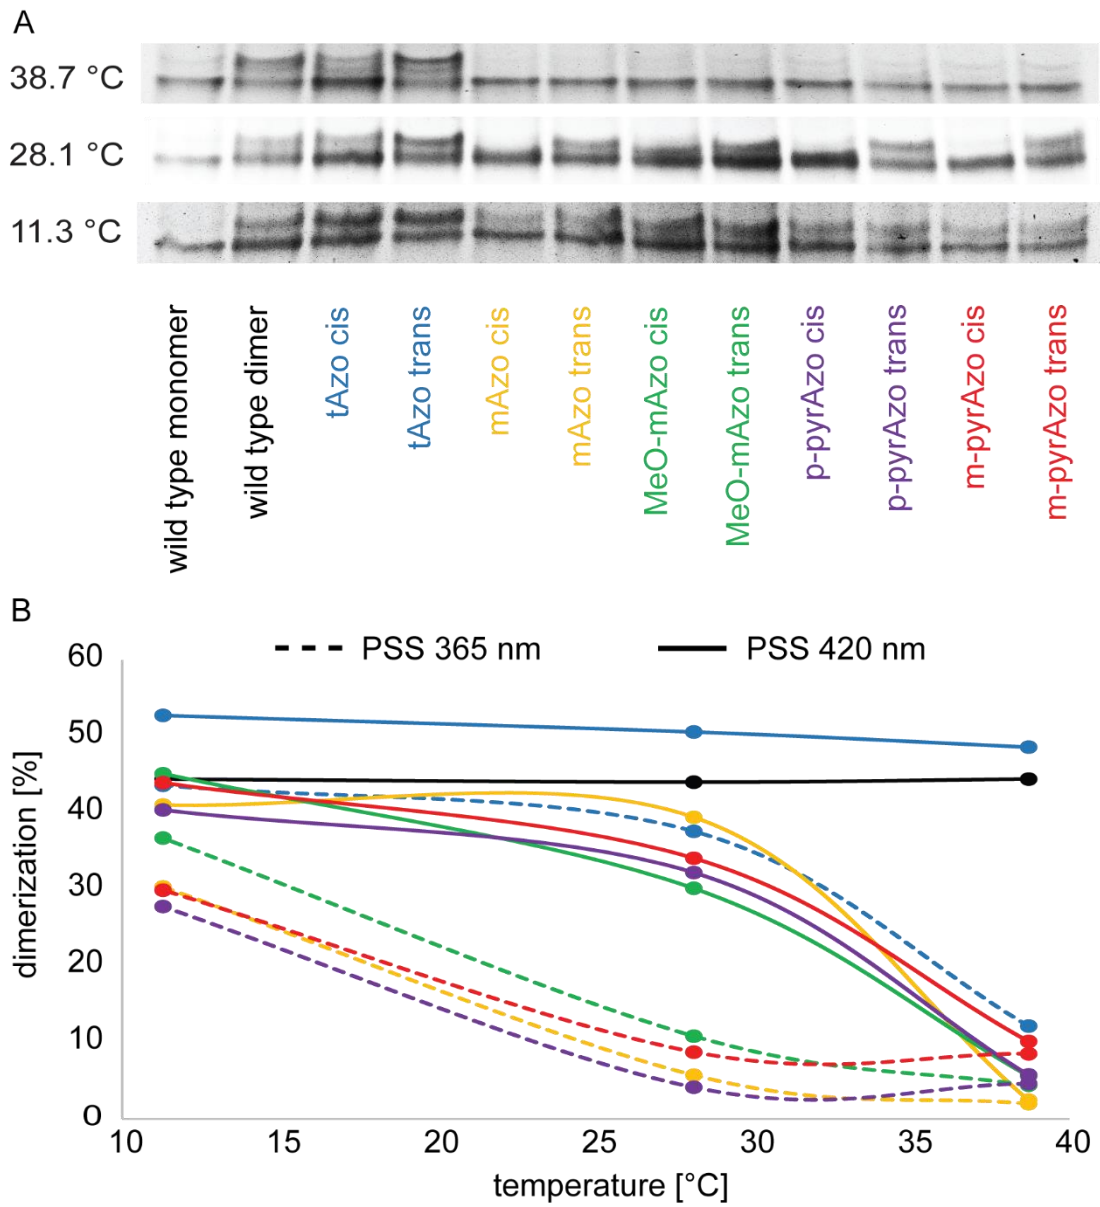 A
38.7 °C
28.1 °C
11.3 °C
wild type monomer
wild type dimer
tAzo cis
tAzo trans
mAzo cis
mAzo trans
MeO-mAzo cis
MeO-mAzo trans
p-pyrAzo cis
p-pyrAzo trans
m-pyrAzo cis
m-pyrAzo trans
B
PSS 365 nm
PSS 420 nm
60
50
40
30
20
10
0
dimerization [%]
10 15 20 25 30 35 40
temperature [°C]